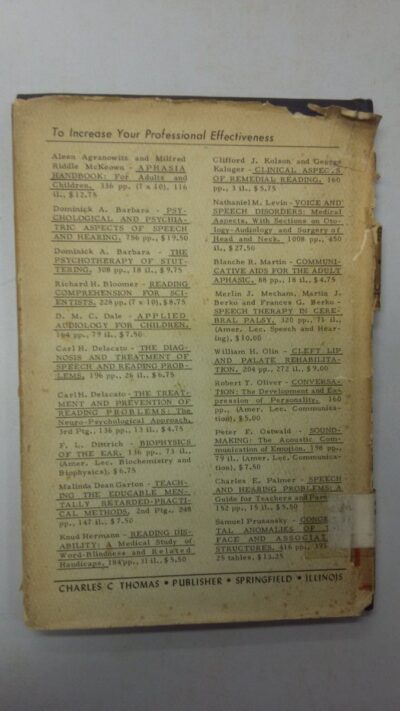 To Increase Your Professional Effectiveness
Aleen Agranowitz and Milfred
Riddle McKeown - APHASIA
HANDBOOK: For Adults and
Children. 336 pp. (7 x 10), 116
il., $12.75
Dominick A. Barbara - PSY-
CHOLOGICAL AND PSYCHIA-
TRIC ASPECTS OF SPEECH
AND HEARING. 756 pp., $19.50
Dominick A. Barbara - THE
PSYCHOTHERAPY OF STUT-
TERING. 308 pp., 18 il., $9.75
Richard H. Bloomer - READING
COMPREHENSION FOR SCI-
ENTISTS, 228 pp., (7 x 10), $8.75
D. M. C. Dale - APPLIED
AUDIOLOGY FOR CHILDREN,
164 pp., 79 il., $7.50
Carl H. Delacato - THE DIAG-
NOSIS AND TREATMENT OF
SPEECH AND READING PROB-
LEMS, 196 pp., 26 il., $6.75
Carl H. Delacato - THE TREAT-
MENT AND PREVENTION OF
READING PROBLEMS: The
Neuro-Psychological Approach,
3rd Ptg., 136 pp., 13 il., $4.75
F. L. Dittrich - BIOPHYSICS
OF THE EAR, 136 pp., 73 il.,
(Amer. Lec. Biochemistry and
Biophysics), $6.75
Malinda Dean Garton - TEACH-
ING THE EDUCABLE MEN-
TALLY RETARDED-PRACTI-
CAL METHODS, 2nd Ptg., 248
pp., 147 il., $7.50
Knud Hermann - READING DIS-
ABILITY: A Medical Study of
Word-Blindness and Related
Handicaps, 184 pp., 11 il., $5.50
Clifford J. Kolson and George
Kaluger - CLINICAL ASPECTS
OF REMEDIAL READING. 160
pp., 3 il., $5.75
Nathaniel M. Levin - VOICE AND
SPEECH DISORDERS: Medical
Aspects, With Sections on Oto-
logy-Audiology and Surgery of
Head and Neck. 1008 pp., 450
il., $27.50
Blanche R. Martin - COMMUNI-
CATIVE AIDS FOR THE ADULT
APHASIC, 88 pp., 18 il., $4.75
Merlin J. Mecham, Martin J.
Berko and Frances G. Berko -
SPEECH THERAPY IN CERE-
BRAL PALSY, 320 pp., 71 il.,
(Amer. Lec. Speech and Hear-
ing), $10.00
William H. Olin - CLEFT LIP
AND PALATE REHABILITA-
TION, 204 pp., 272 il., $9.00
Robert T. Oliver - CONVERSA-
TION: The Development and Ex-
pression of Personality. 160
pp., (Amer. Lec. Communica-
tion), $5.00
Peter F. Ostwald - SOUND-
MAKING: The Acoustic Com-
munication of Emotion, 198 pp.,
79 il., (Amer. Lec. Communica-
tion), $7.50
Charles E. Palmer - SPEECH
AND HEARING PROBLEMS: A
Guide for Teachers and
152 pp., 15 il., $5.50
Samuel Pruzansky -
TAL ANOMALIES OF
FACE AND
STRUCTURES, 416 pp.,
25 tables, $13.25
CHARLES C THOMAS • PUBLISHER • SPRINGFIELD • ILLINOIS